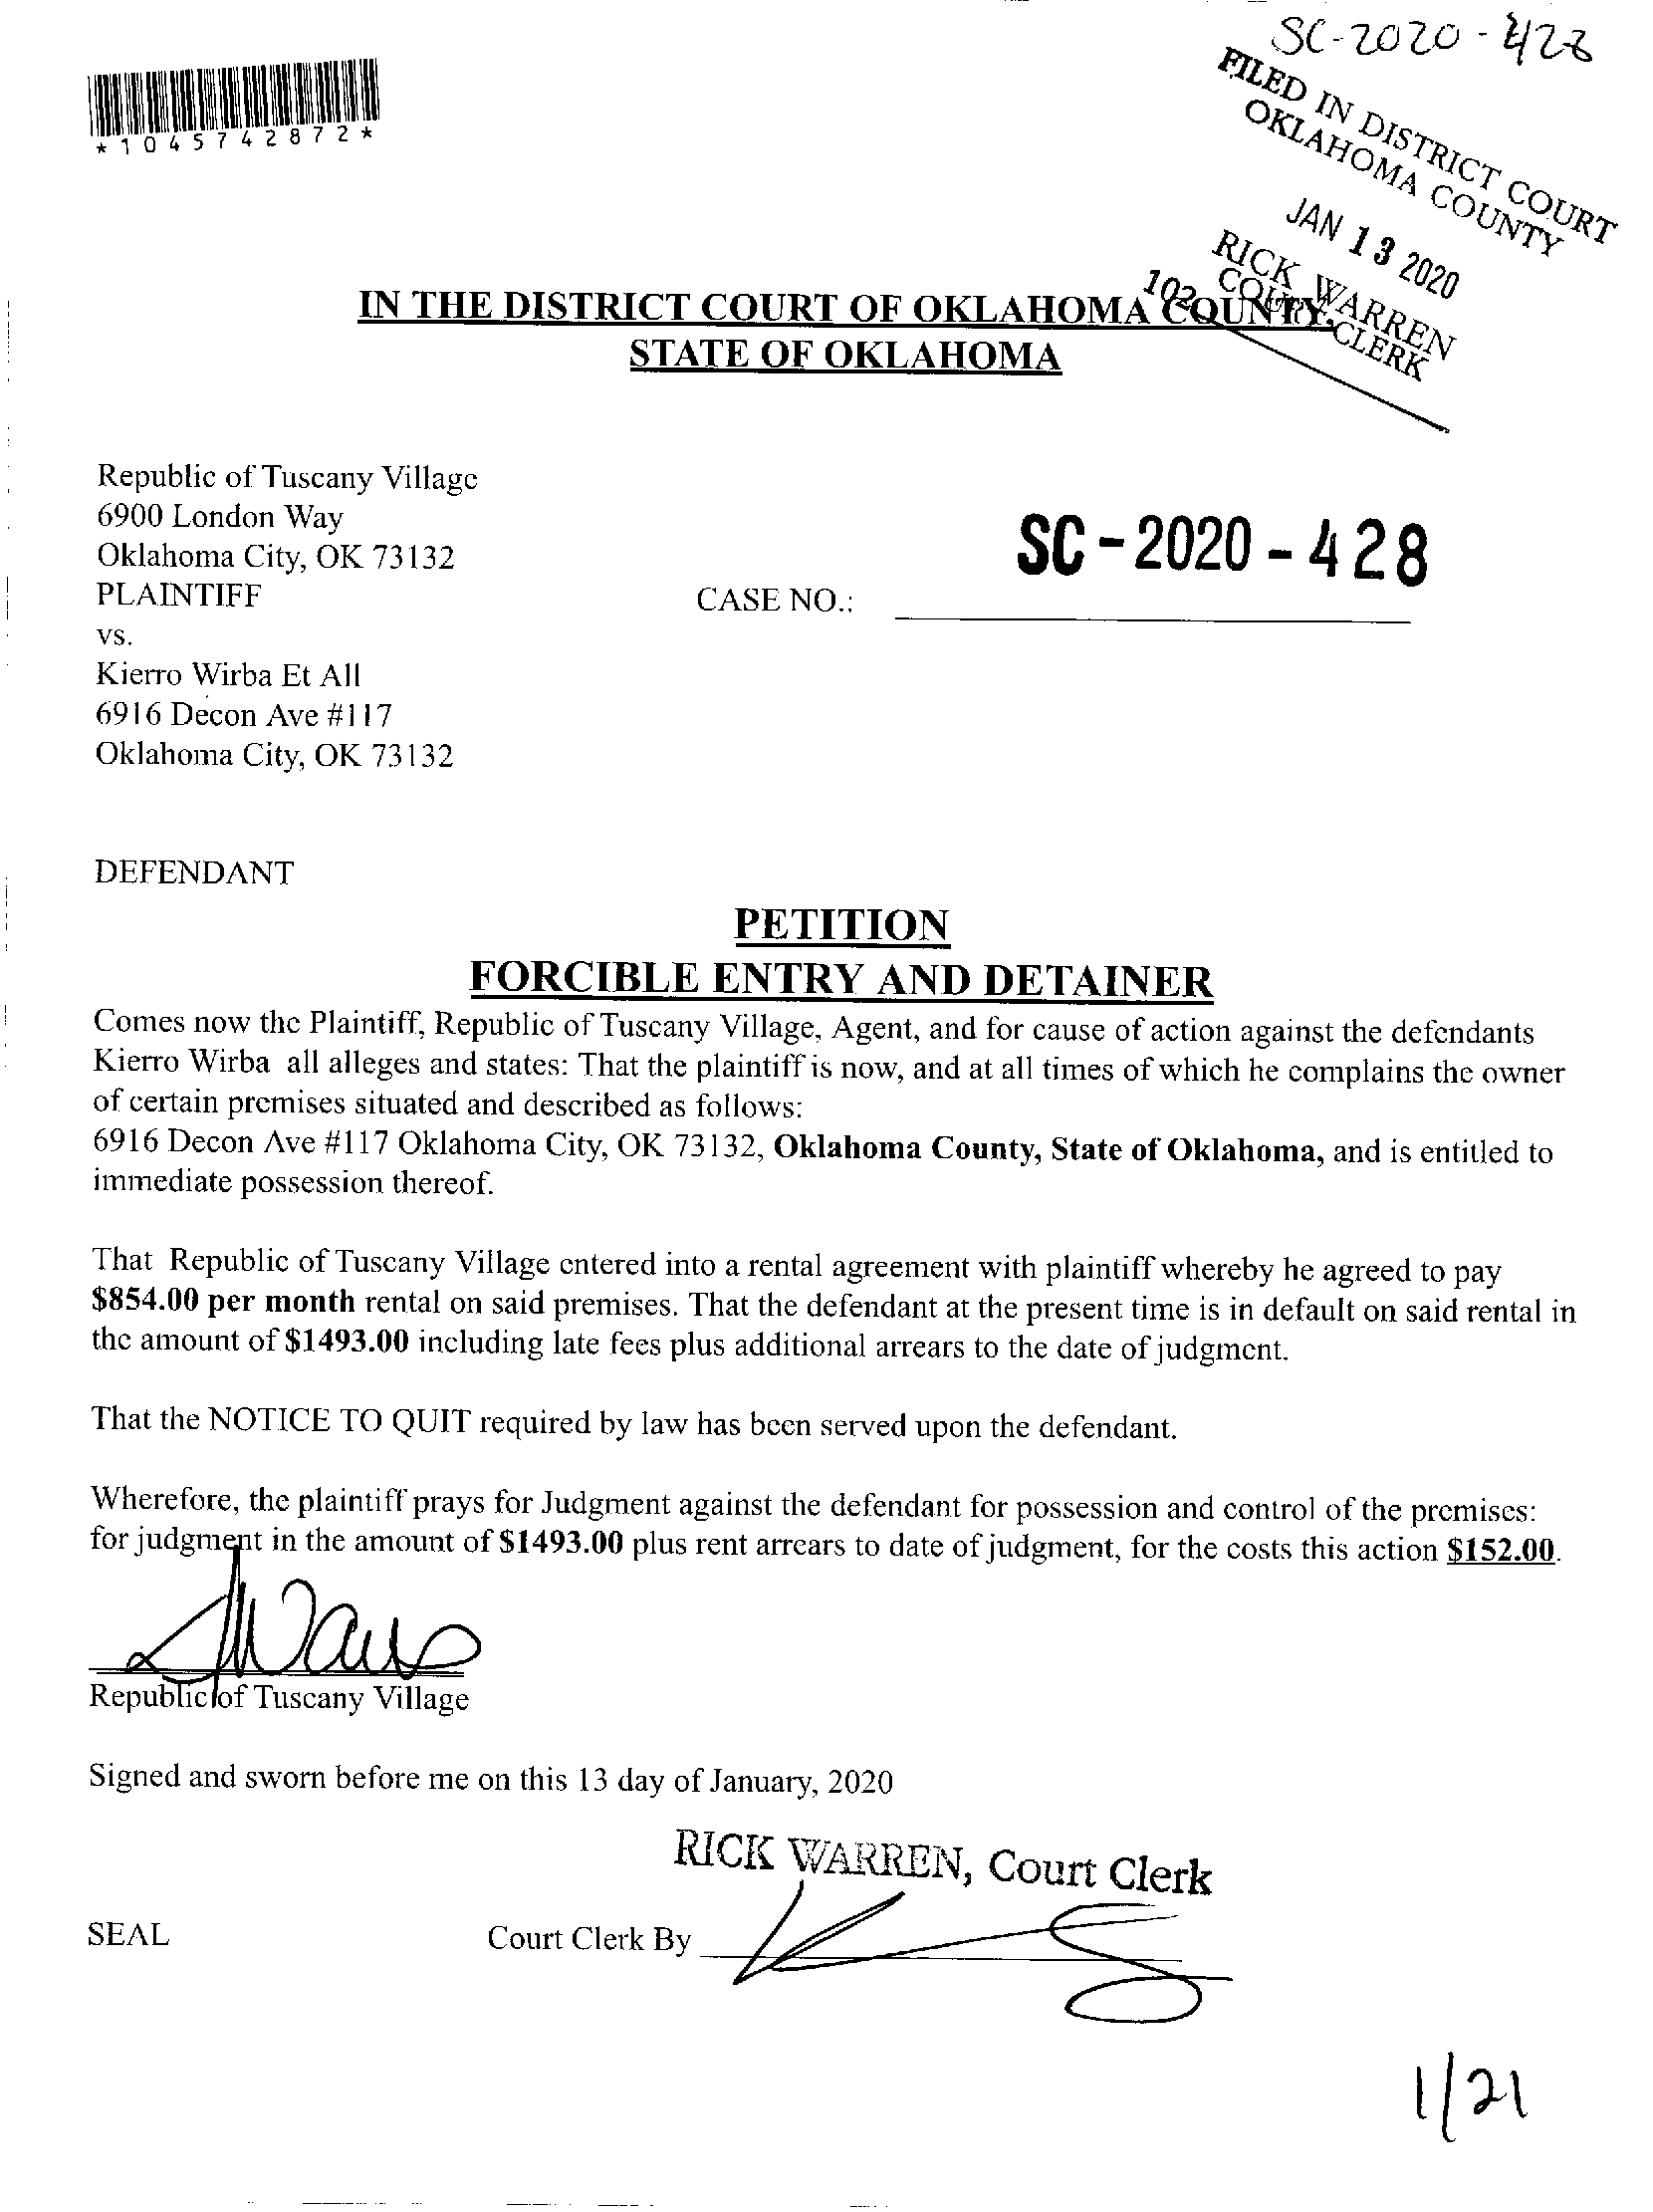 SC-2020-428
*1045742872*
FILED IN DISTRICT COURT
OKLAHOMA COUNTY
JAN 13 2020
RICK WARREN
COURT CLERK
102
IN THE DISTRICT COURT OF OKLAHOMA COUNTY,
STATE OF OKLAHOMA
Republic of Tuscany Village
6900 London Way
Oklahoma City, OK 73132
PLAINTIFF
SC-2020-428
CASE NO.:
vs.
Kierro Wirba Et All
6916 Decon Ave #117
Oklahoma City, OK 73132
DEFENDANT
PETITION
FORCIBLE ENTRY AND DETAINER
Comes now the Plaintiff, Republic of Tuscany Village, Agent, and for cause of action against the defendants
Kierro Wirba all alleges and states: That the plaintiff is now, and at all times of which he complains the owner
of certain premises situated and described as follows:
6916 Decon Ave #117 Oklahoma City, OK 73132, Oklahoma County, State of Oklahoma, and is entitled to
immediate possession thereof.
That Republic of Tuscany Village entered into a rental agreement with plaintiff whereby he agreed to pay
$854.00 per month rental on said premises. That the defendant at the present time is in default on said rental in
the amount of $1493.00 including late fees plus additional arrears to the date of judgment.
That the NOTICE TO QUIT required by law has been served upon the defendant.
Wherefore, the plaintiff prays for Judgment against the defendant for possession and control of the premises:
for judgment in the amount of $1493.00 plus rent arrears to date of judgment, for the costs this action $152.00.
Republic of Tuscany Village
Signed and sworn before me on this 13 day of January, 2020
RICK WARREN, Court Clerk
SEAL
Court Clerk By
1/21